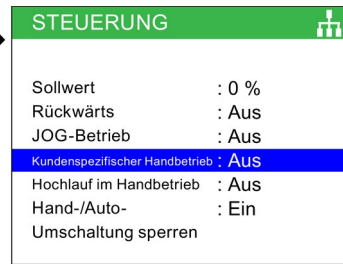 STEUERUNG
Sollwert : 0 %
Rückwärts : Aus
JOG-Betrieb : Aus
Kundenspezifischer Handbetrieb : Aus
Hochlauf im Handbetrieb : Aus
Hand-/Auto- : Ein
Umschaltung sperren